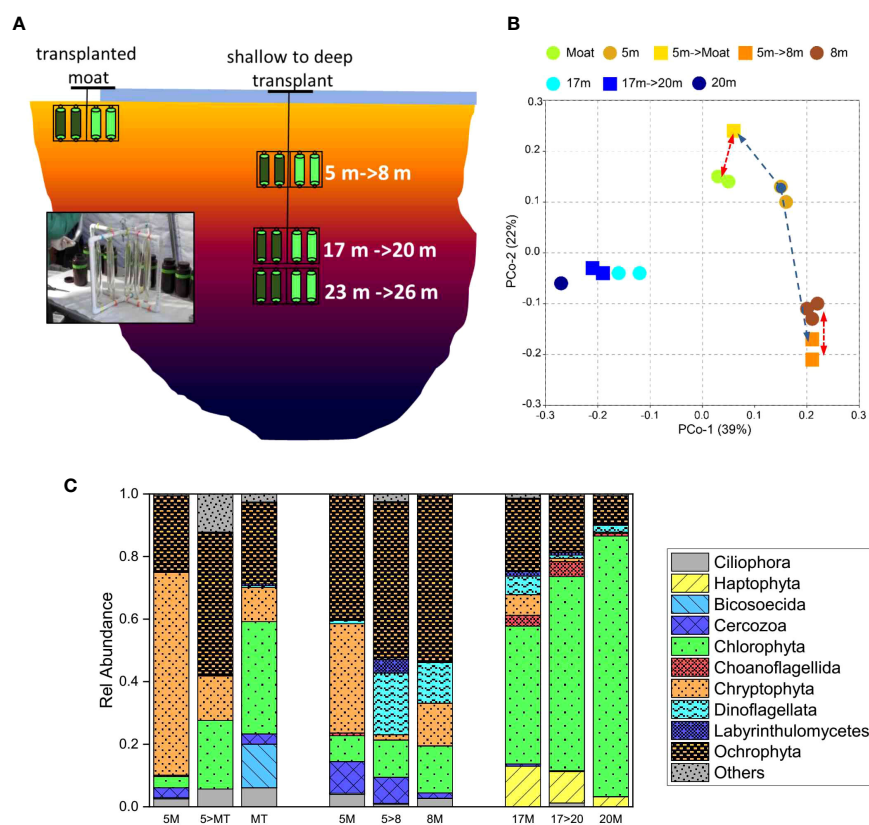 A
transplanted
moat
shallow to deep
transplant
5 m->8 m
17 m ->20 m
23 m ->26 m
B
Moat 5m 5m->Moat 5m->8m 8m
17m 17m->20m 20m
0.3
0.2
0.1
0.0
-0.1
-0.2
-0.3
PCo-2 (22%)
-0.3 -0.2 -0.1 0.0 0.1 0.2 0.3
PCo-1 (39%)
C
1.0
0.8
0.6
0.4
0.2
0.0
Rel Abundance
5M 5>MT MT 5M 5>8 8M 17M 17>20 20M
Ciliophora
Haptophyta
Bicosoecida
Cercozoa
Chlorophyta
Choanoflagellida
Chryptophyta
Dinoflagellata
Labyrinthulomycetes
Ochrophyta
Others